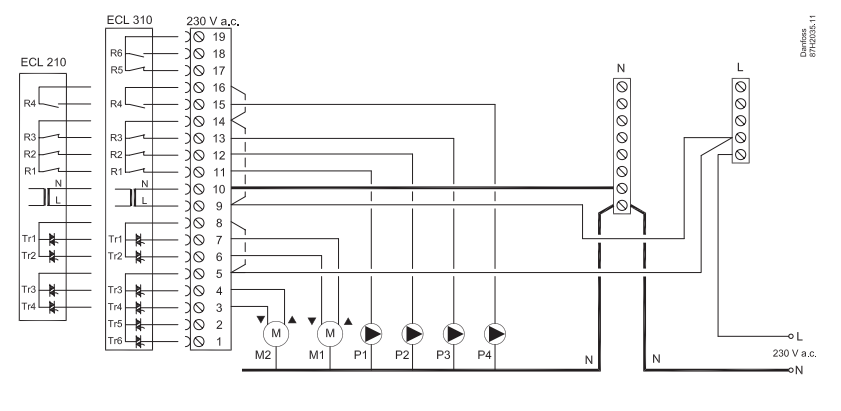 ECL 310
230 V a.c.
ECL 210
19
R6
18
R5
17
16
R4
R4
15
14
R3
R3
13
R2
R2
12
R1
R1
11
N
N
10
L
L
9
8
Tr1
Tr1
7
Tr2
Tr2
6
5
Tr3
Tr3
4
Tr4
Tr4
3
Tr5
2
Tr6
1
M
M
M2
M1
P1
P2
P3
P4
N
L
N
N
L
230 V a.c.
N
Danfoss
87H2035.11